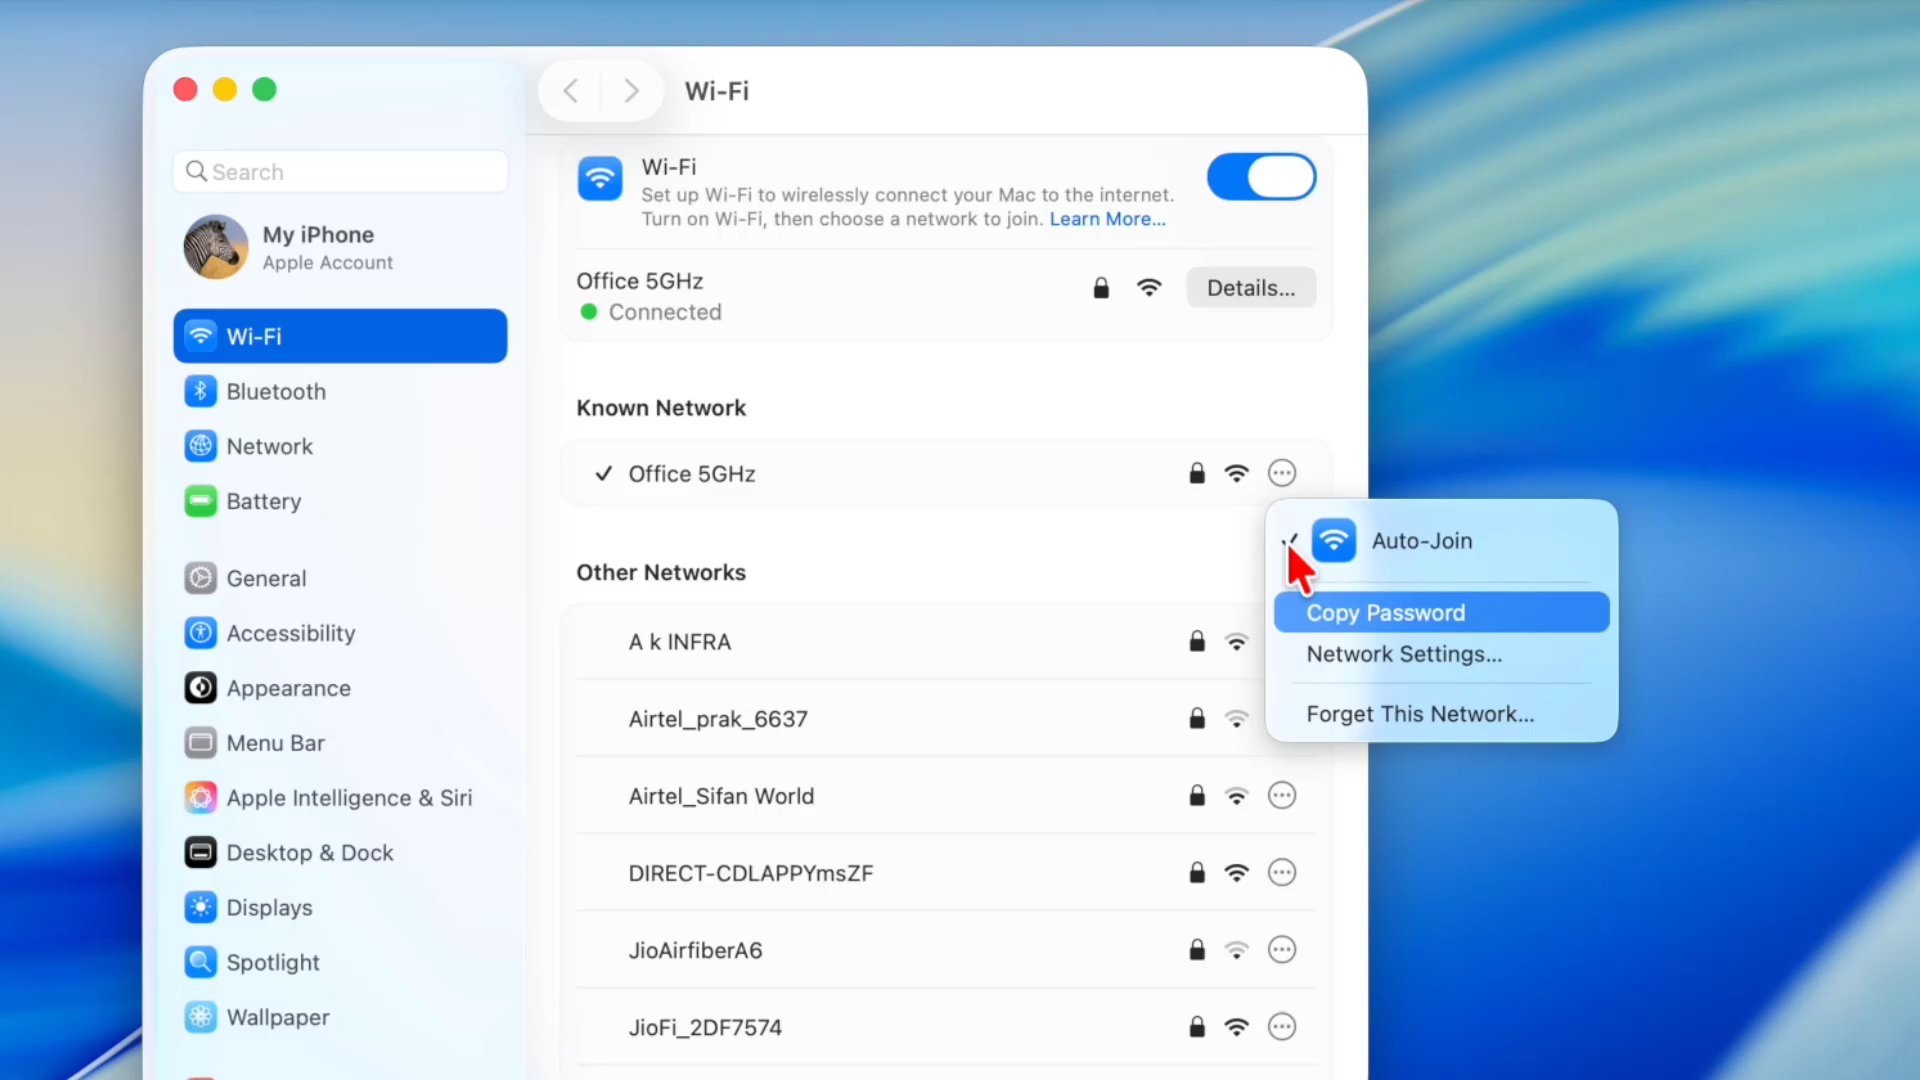 Wi-Fi
Search
My iPhone
Apple Account
Wi-Fi
Bluetooth
Network
Battery
General
Accessibility
Appearance
Menu Bar
Apple Intelligence & Siri
Desktop & Dock
Displays
Spotlight
Wallpaper
Wi-Fi
Set up Wi-Fi to wirelessly connect your Mac to the internet.
Turn on Wi-Fi, then choose a network to join. Learn More...
Office 5GHz
Connected
Details...
Known Network
Office 5GHz
Other Networks
A k INFRA
Airtel_prak_6637
Airtel_Sifan World
DIRECT-CDLAPPYmsZF
JioAirfiberA6
JioFi_2DF7574
Auto-Join
Copy Password
Network Settings...
Forget This Network...